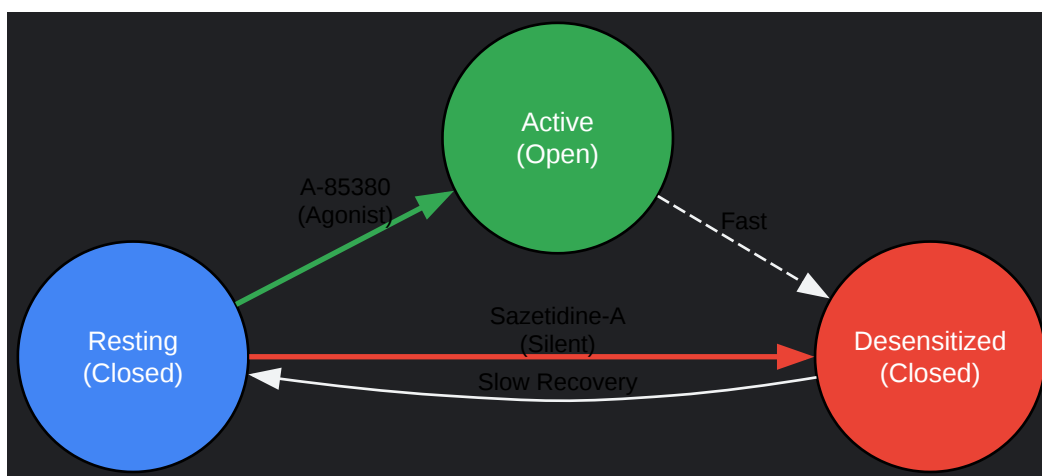 Active
(Open)
A-85380
(Agonist)
Fast
Sazetidine-A
(Silent)
Resting
(Closed)
Desensitized
(Closed)
Slow Recovery